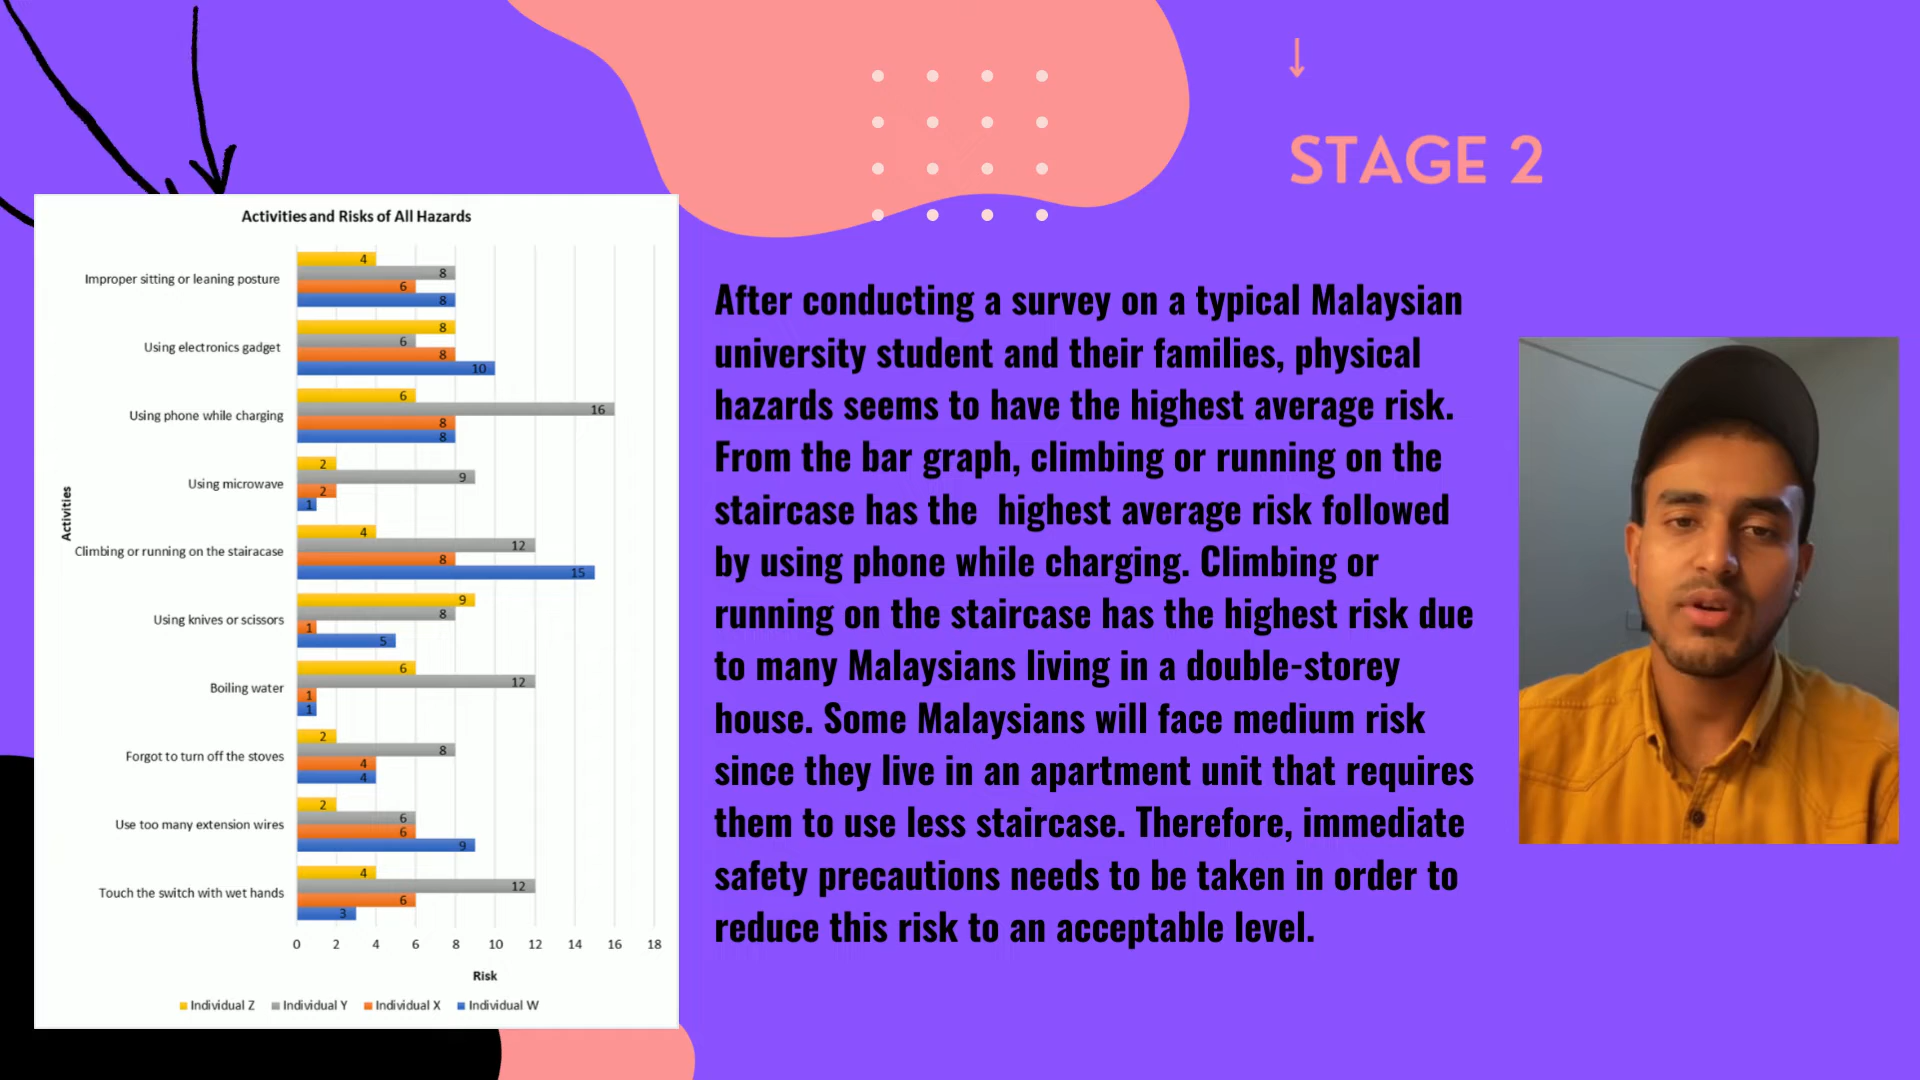 ↓
STAGE 2
Activities and Risks of All Hazards
Activities
Improper sitting or leaning posture
4
8
6
8
Using electronics gadget
8
6
8
10
Using phone while charging
6
16
8
8
Using microwave
2
9
2
1
Climbing or running on the stairacase
4
12
8
15
Using knives or scissors
9
8
1
5
Boiling water
6
12
1
1
Forgot to turn off the stoves
2
8
4
4
Use too many extension wires
2
6
6
9
Touch the switch with wet hands
4
12
6
3
0 2 4 6 8 10 12 14 16 18
Risk
Individual Z Individual Y Individual X Individual W
After conducting a survey on a typical Malaysian
university student and their families, physical
hazards seems to have the highest average risk.
From the bar graph, climbing or running on the
staircase has the  highest average risk followed
by using phone while charging. Climbing or
running on the staircase has the highest risk due
to many Malaysians living in a double-storey
house. Some Malaysians will face medium risk
since they live in an apartment unit that requires
them to use less staircase. Therefore, immediate
safety precautions needs to be taken in order to
reduce this risk to an acceptable level.